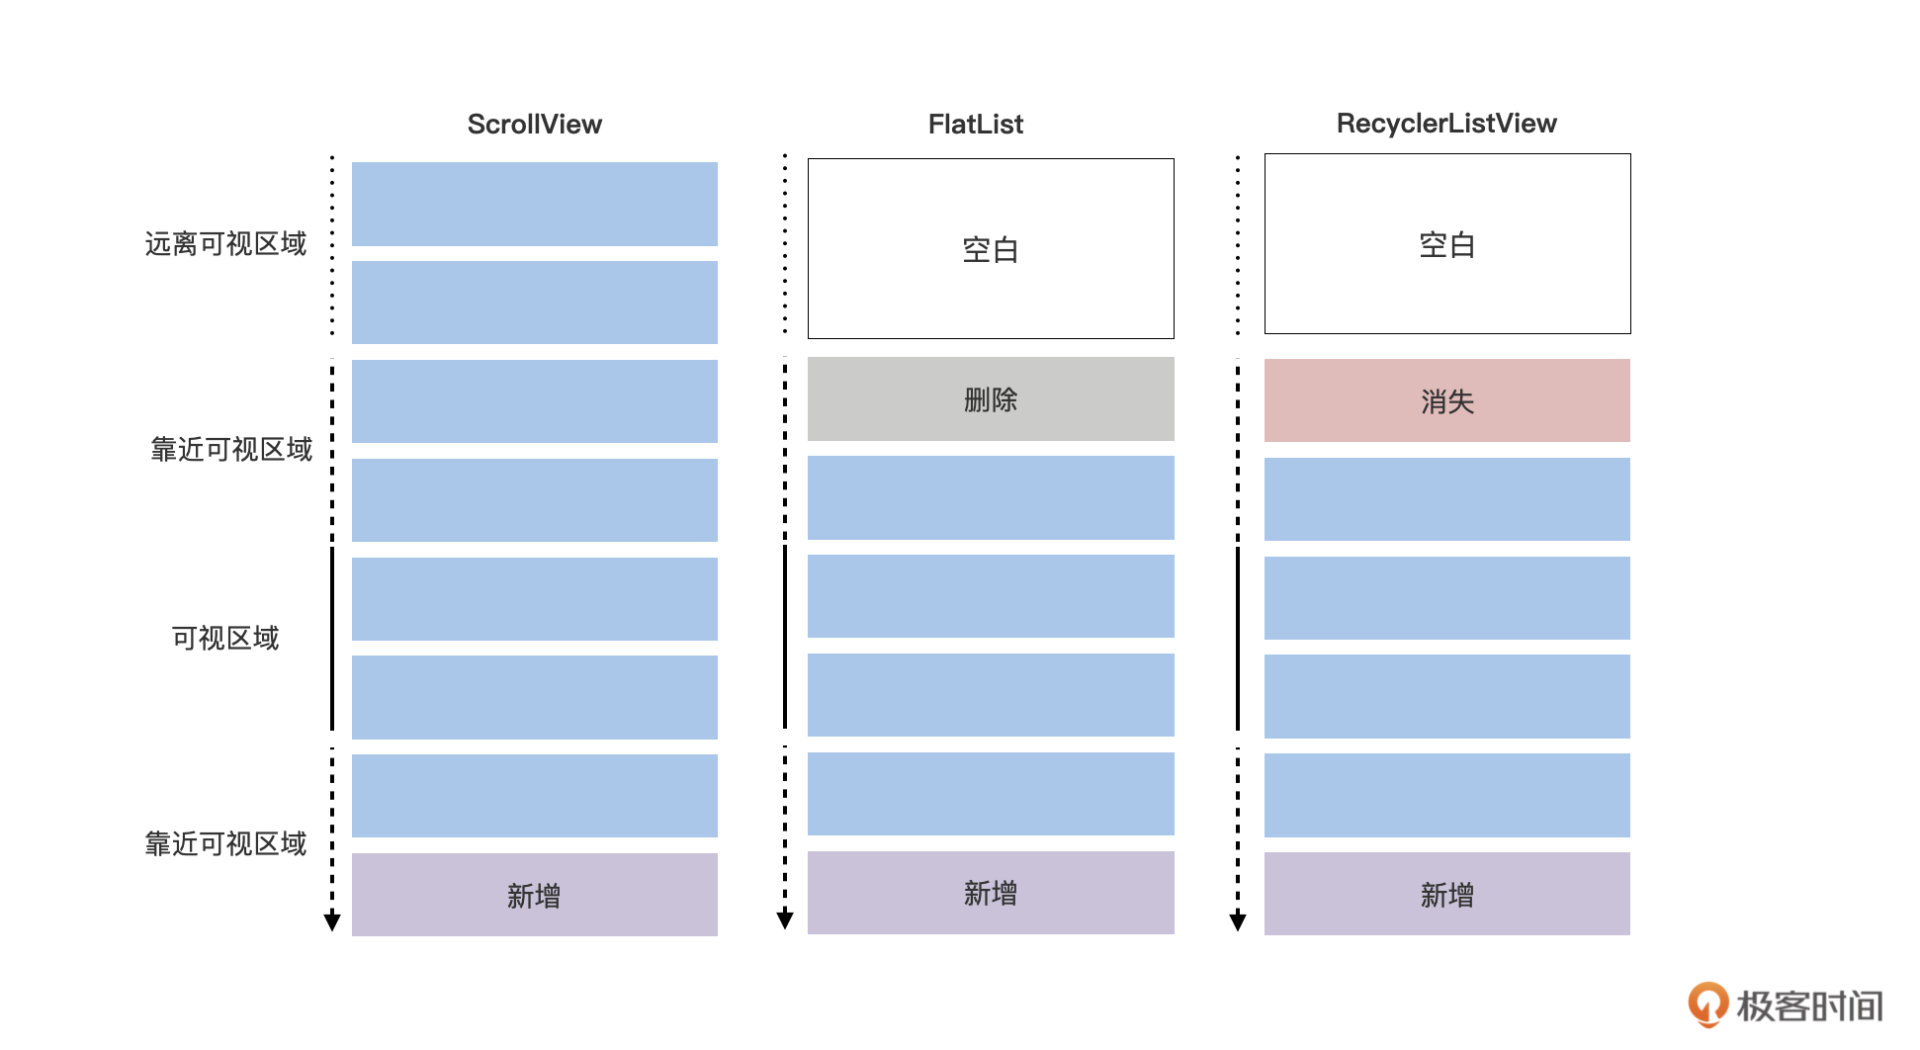 ScrollView
FlatList
RecyclerListView
远离可视区域
空白
空白
靠近可视区域
删除
消失
可视区域
靠近可视区域
新增
新增
新增
极客时间